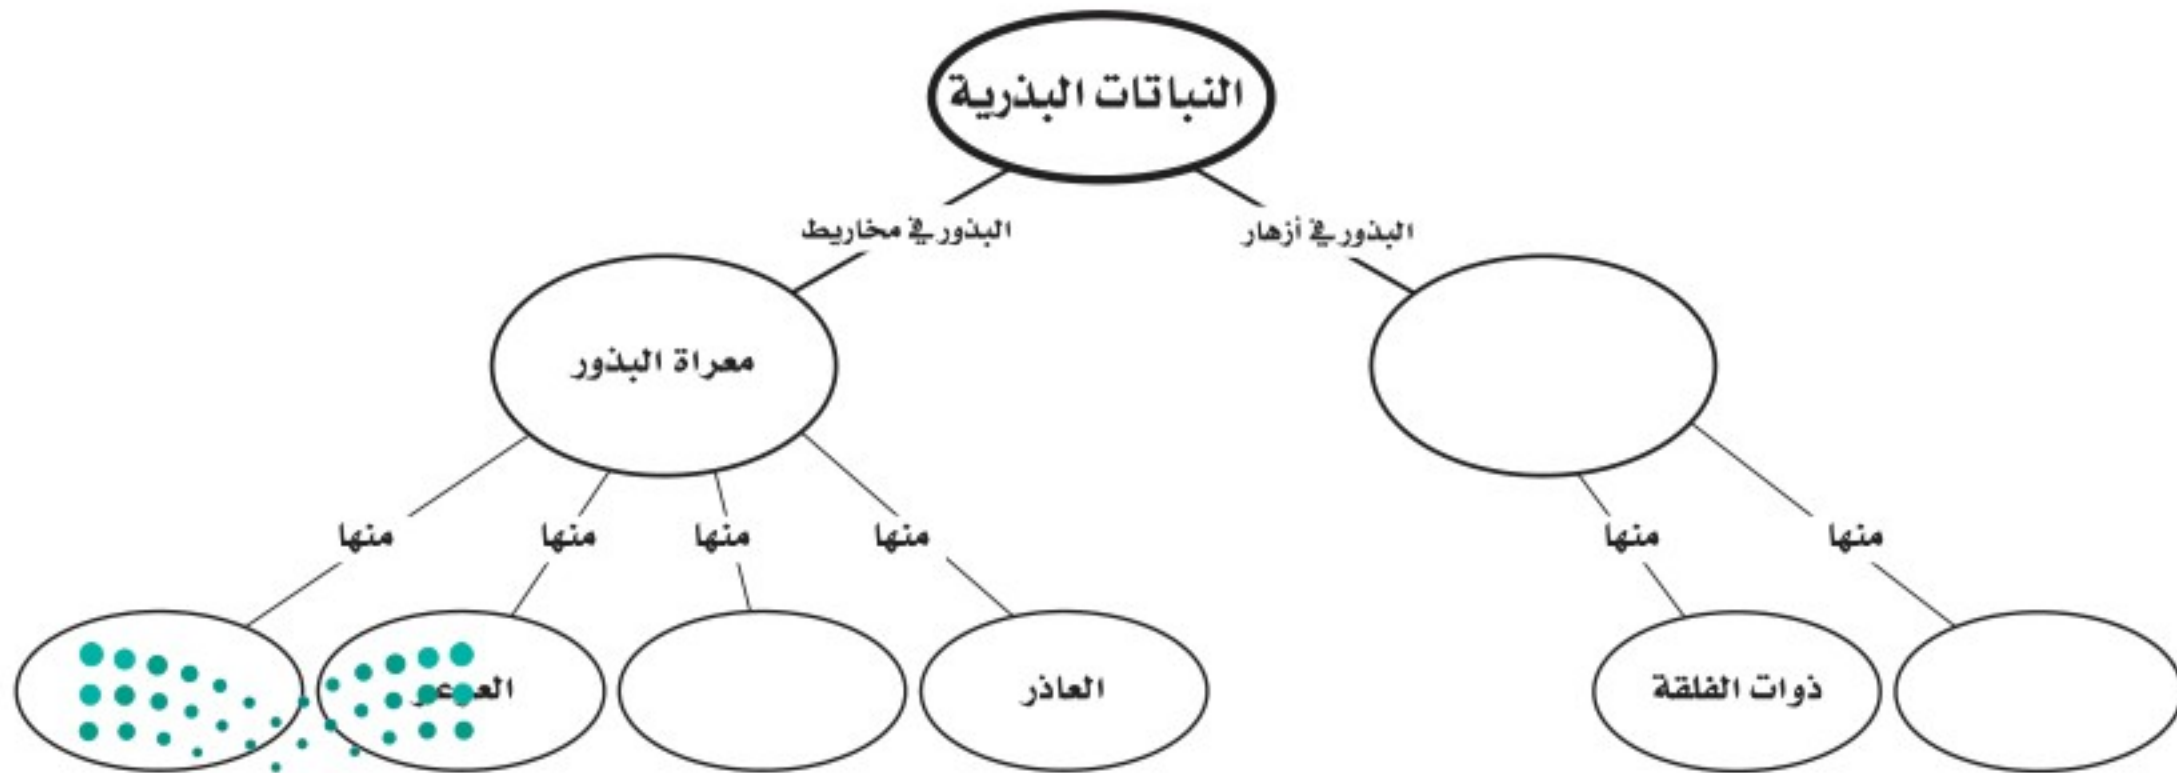 النباتات البذرية
البذور في أزهار
البذور في مخاريط
معراة البذور
منها
منها
منها
منها
منها
منها
ذوات الفلقة
العاذر